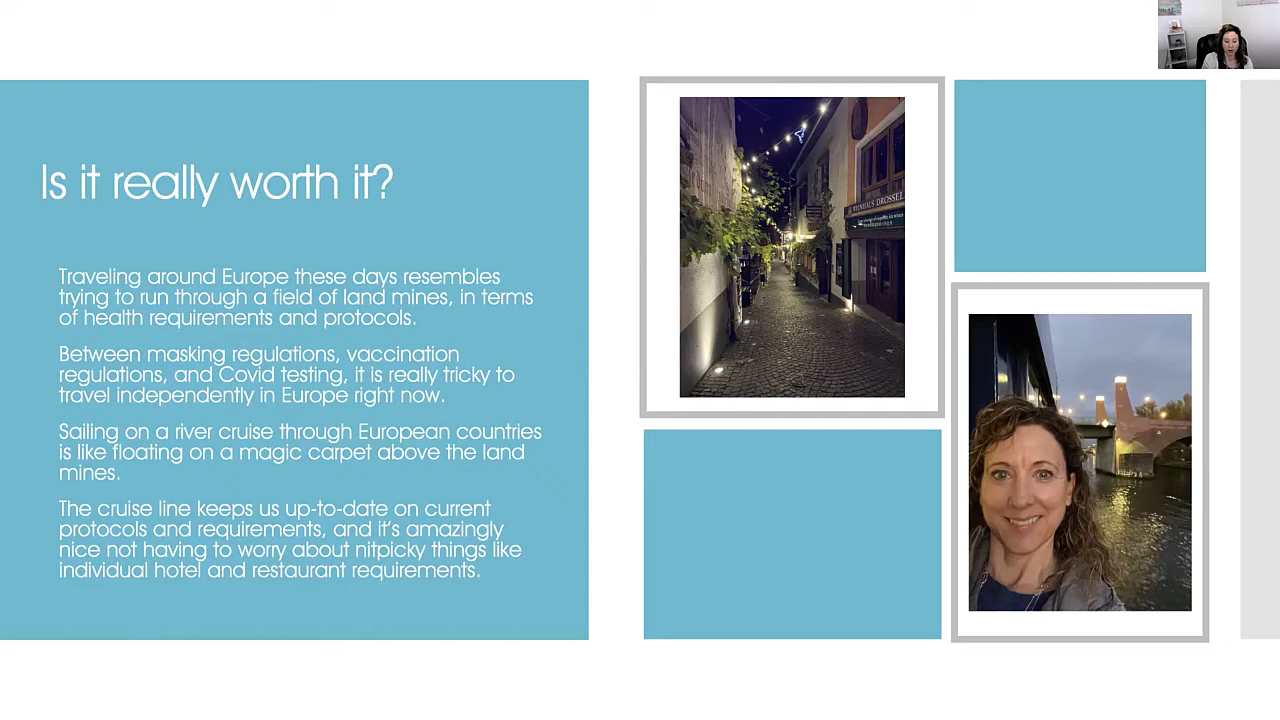 Is it really worth it?
Traveling around Europe these days resembles
trying to run through a field of land mines, in terms
of health requirements and protocols.
Between masking regulations, vaccination
regulations, and Covid testing, it is really tricky to
travel independently in Europe right now.
Sailing on a river cruise through European countries
is like floating on a magic carpet above the land
mines.
The cruise line keeps us up-to-date on current
protocols and requirements, and it's amazingly
nice not having to worry about nitpicky things like
individual hotel and restaurant requirements.
WEINHAUS DROSSEL